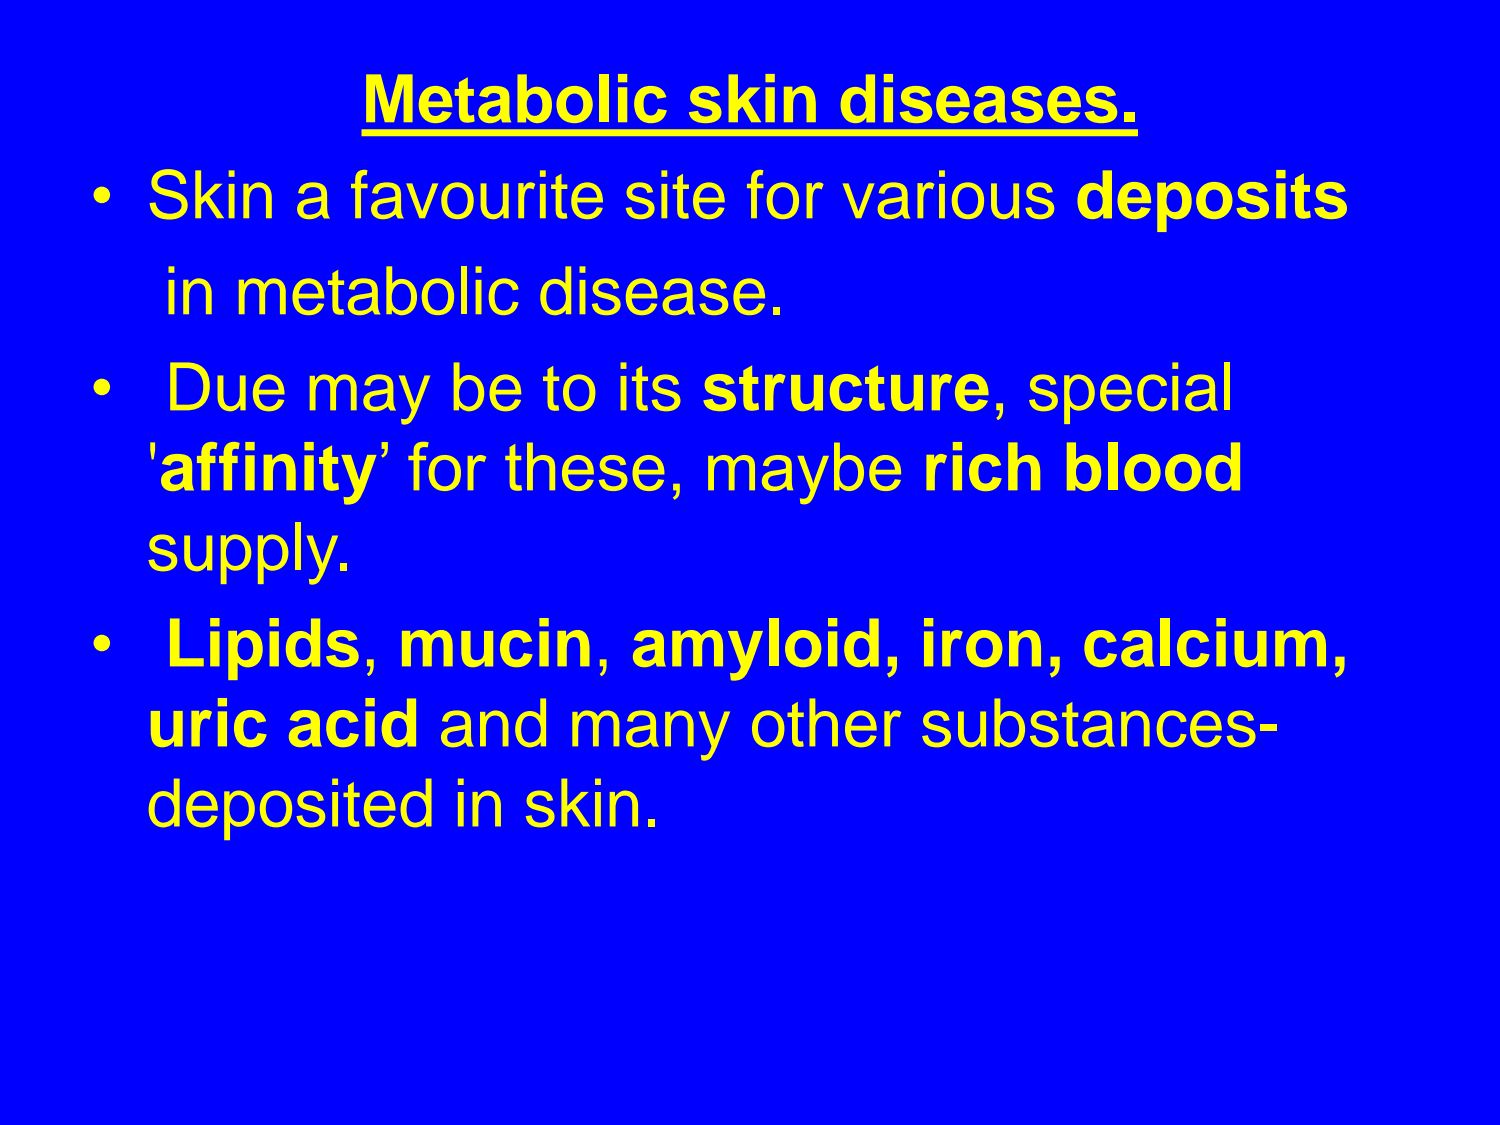 Metabolic skin diseases.
• Skin a favourite site for various deposits
in metabolic disease.
• Due may be to its structure, special
'affinity’ for these, maybe rich blood
supply.
• Lipids, mucin, amyloid, iron, calcium,
uric acid and many other substances-
deposited in skin.